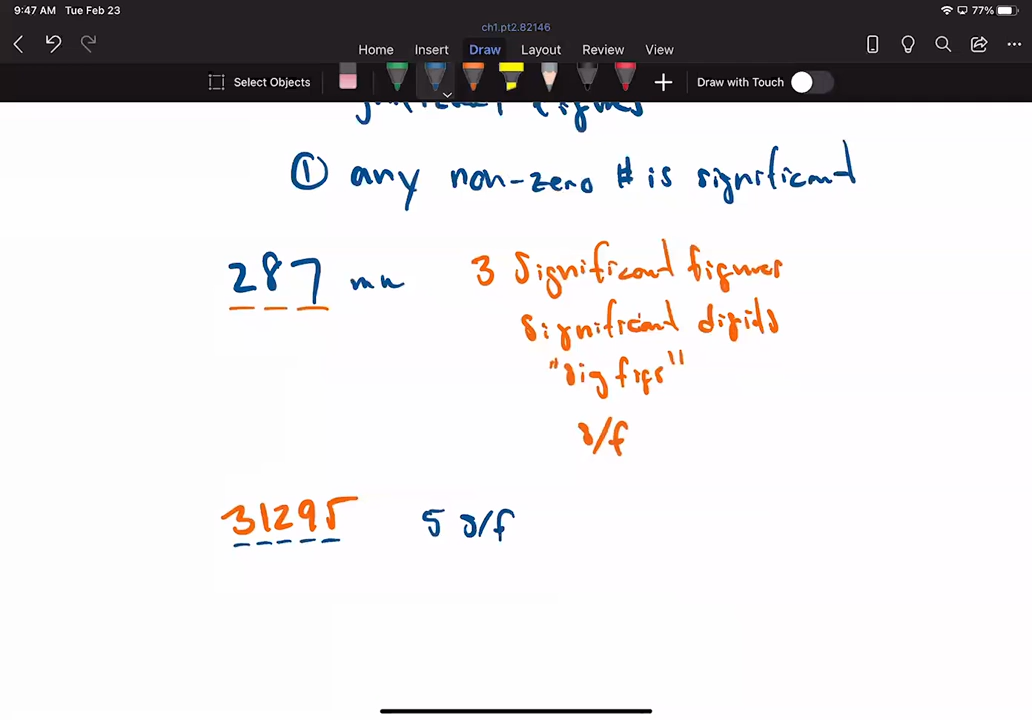 9:47 AM Tue Feb 23
77%
ch1.pt2.82146
Home Insert Draw Layout Review View
Select Objects
Draw with Touch
figures
① any non-zero # is significant
287 3 significant figures
significant digits
"sig figs"
s/f
31295 5 s/f